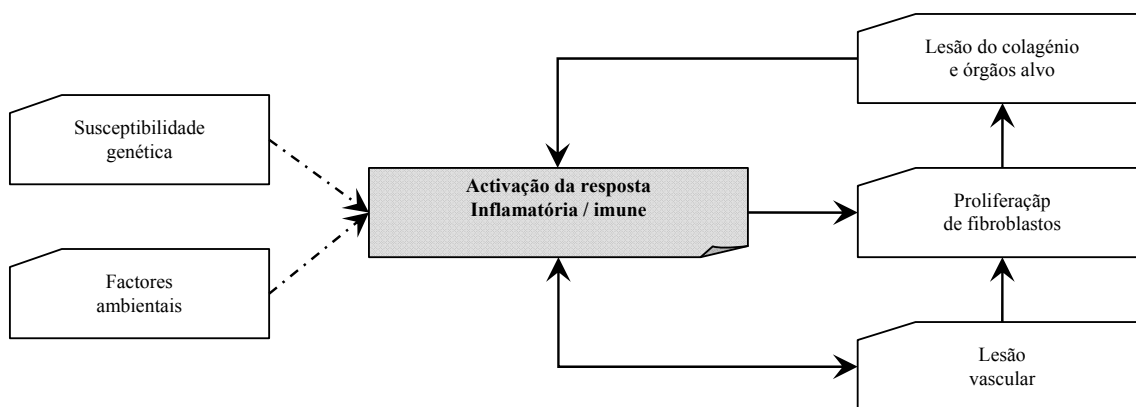 Lesão do colagénio
e órgãos alvo
Susceptibilidade
genética
Activação da resposta
Inflamatória / imune
Proliferaçãp
de fibroblastos
Factores
ambientais
Lesão
vascular